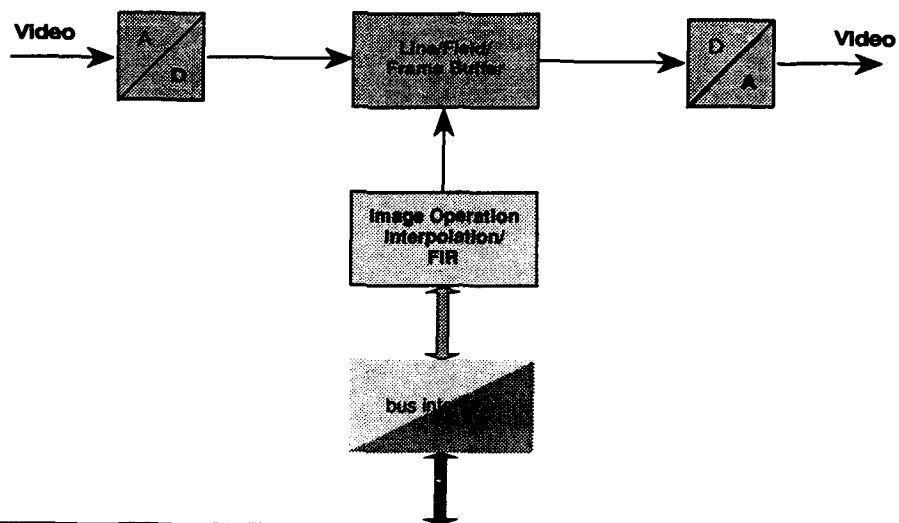 Video
A
D
Line/Field/
Frame Buffer
D
A
Video
Image Operation
Interpolation/
FIR
bus